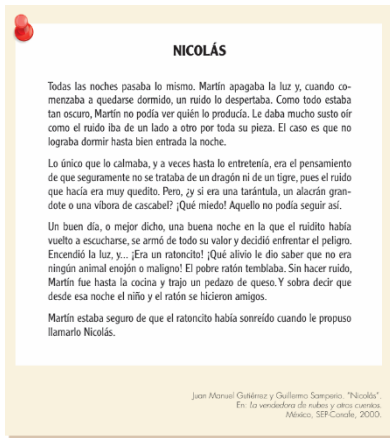 NICOLÁS
Todas las noches pasaba lo mismo. Martín apagaba la luz y, cuando co-
menzaba a quedarse dormido, un ruido lo despertaba. Como todo estaba
tan oscuro, Martín no podía ver quién lo producía. Le daba mucho susto oír
como el ruido iba de un lado a otro por toda su pieza. El caso es que no
lograba dormir hasta bien entrada la noche.
Lo único que lo calmaba, y a veces hasta lo entretenía, era el pensamiento
de que seguramente no se trataba de un dragón ni de un tigre, pues el ruido
que hacía era muy quedito. Pero, ¿y si era una tarántula, un alacrán gran-
dote o una víbora de cascabel? ¡Qué miedo! Aquello no podía seguir así.
Un buen día, o mejor dicho, una buena noche en la que el ruidito había
vuelto a escucharse, se armó de todo su valor y decidió enfrentar el peligro.
Encendió la luz, y... ¡Era un ratoncito! ¡Qué alivio le dio saber que no era
ningún animal enojón o maligno! El pobre ratón temblaba. Sin hacer ruido,
Martín fue hasta la cocina y trajo un pedazo de queso. Y sobra decir que
desde esa noche el niño y el ratón se hicieron amigos.
Martín estaba seguro de que el ratoncito había sonreído cuando le propuso
llamarlo Nicolás.
Juan Manuel Gutiérrez y Guillermo Samperio. "Nicolás".
En: La vendedora de nubes y otros cuentos.
México, SEP-Conafe, 2000.